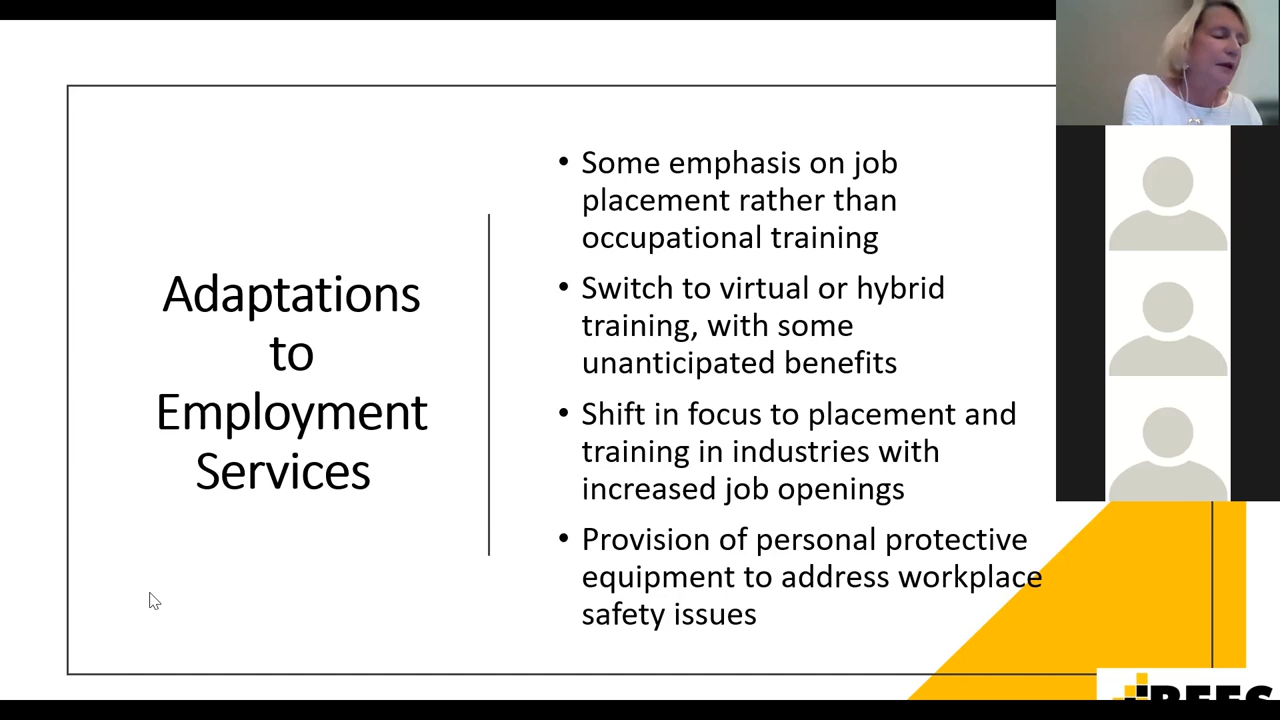 Adaptations
to
Employment
Services
• Some emphasis on job
placement rather than
occupational training
• Switch to virtual or hybrid
training, with some
unanticipated benefits
• Shift in focus to placement and
training in industries with
increased job openings
• Provision of personal protective
equipment to address workplace
safety issues